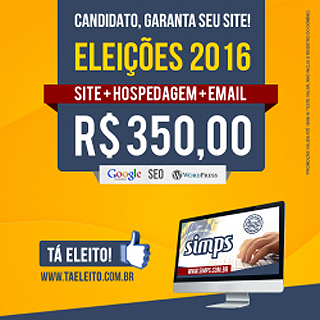 CANDIDATO, GARANTA SEU SITE!
ELEIÇÕES 2016
SITE + HOSPEDAGEM + EMAIL
R$ 350,00
Google SEO WORDPRESS
TÁ ELEITO!
WWW.TAELEITO.COM.BR
simps
WWW.SIMPS.COM.BR